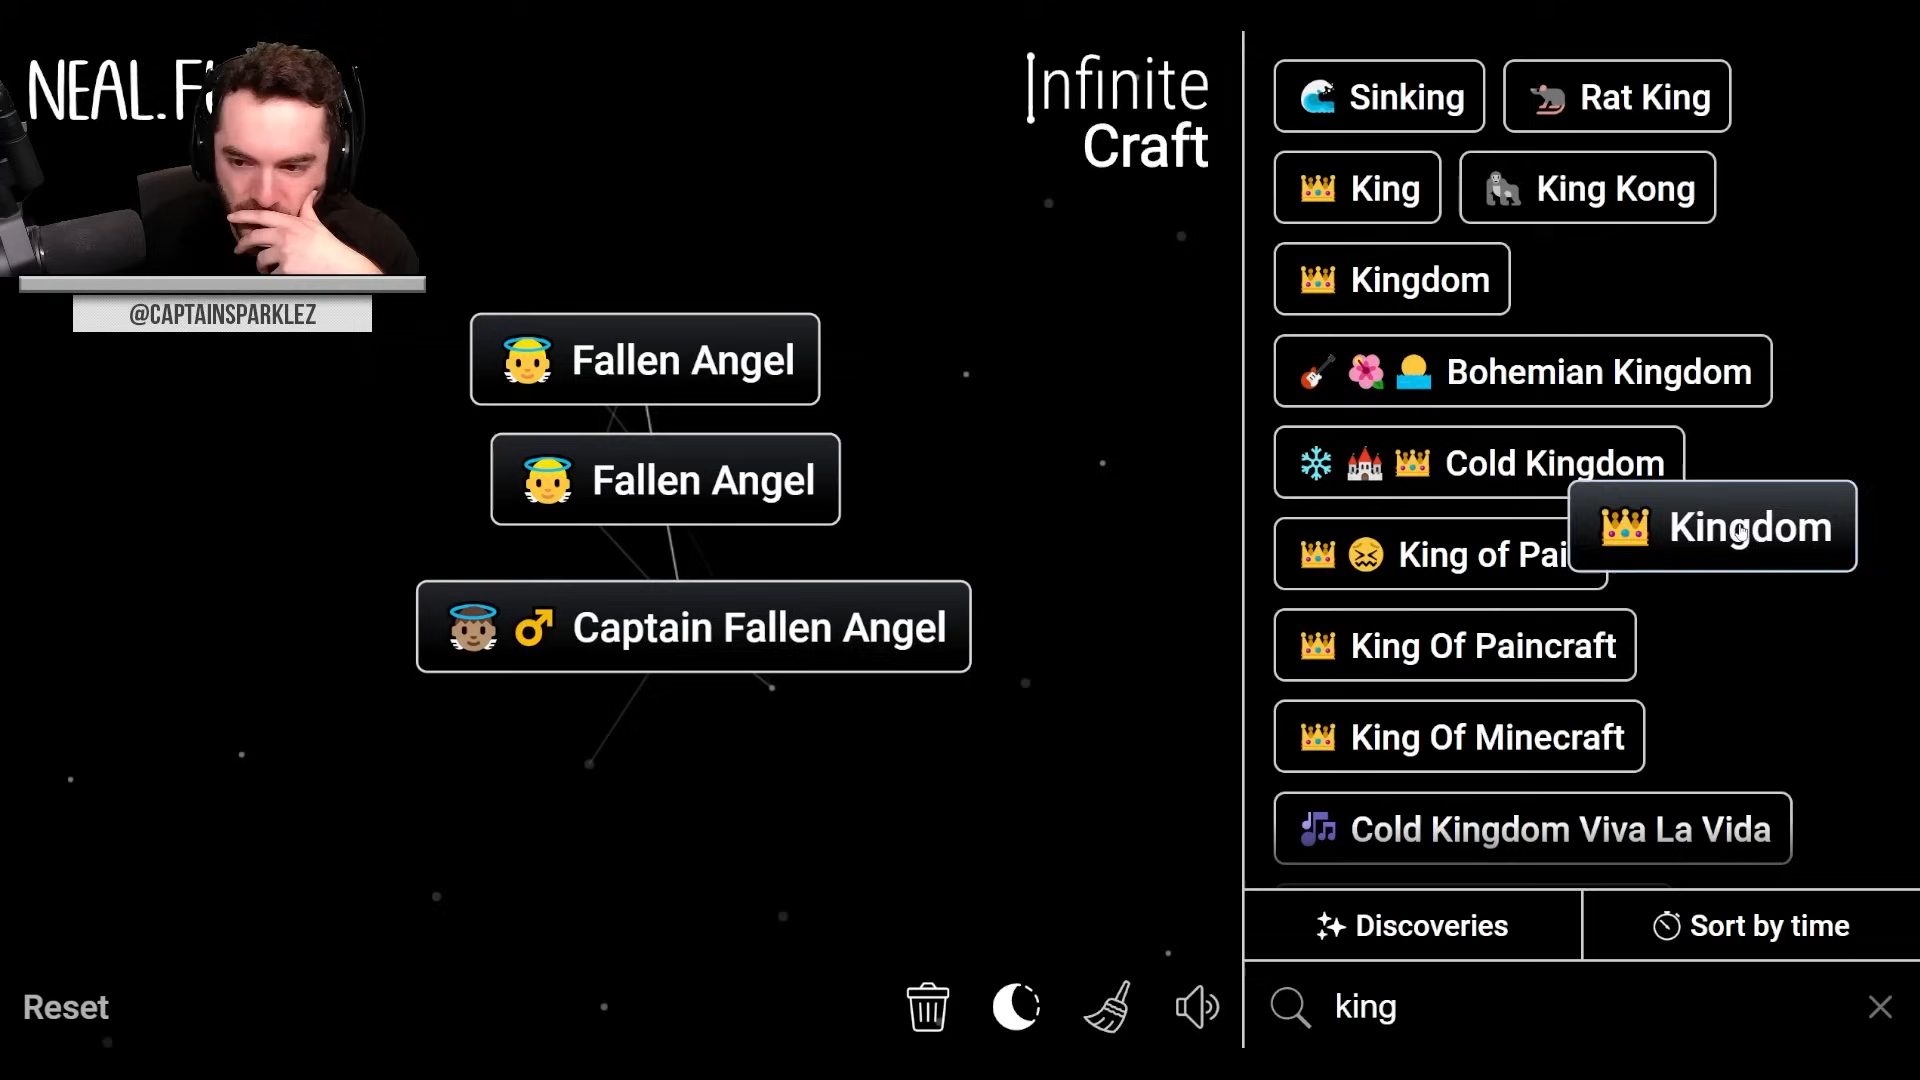 NEAL.F
Infinite
Craft
@CAPTAINSPARKLEZ
Fallen Angel
Fallen Angel
Captain Fallen Angel
Sinking
Rat King
King
King Kong
Kingdom
Bohemian Kingdom
Cold Kingdom
Kingdom
King of Pai
King Of Paincraft
King Of Minecraft
Cold Kingdom Viva La Vida
Discoveries
Sort by time
Reset
king